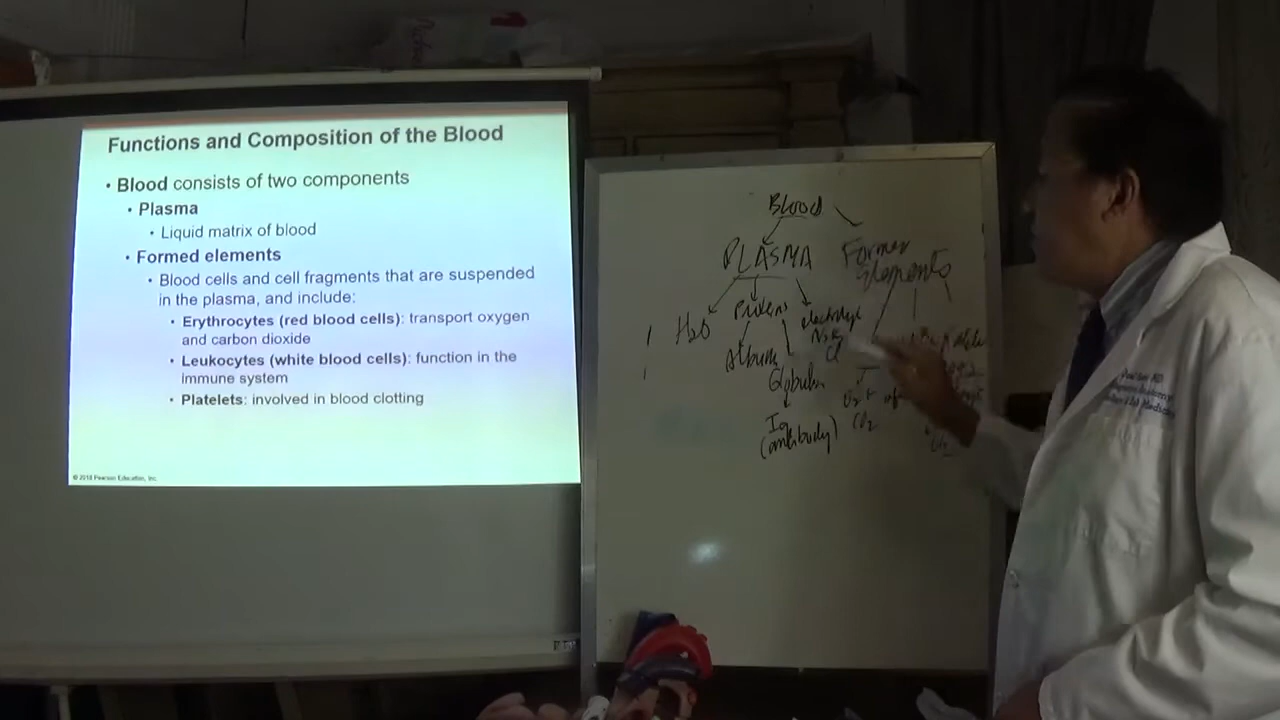 Functions and Composition of the Blood
• Blood consists of two components
• Plasma
• Liquid matrix of blood
• Formed elements
• Blood cells and cell fragments that are suspended
in the plasma, and include:
• Erythrocytes (red blood cells): transport oxygen
and carbon dioxide
• Leukocytes (white blood cells): function in the
immune system
• Platelets: involved in blood clotting
© 2018 Pearson Education, Inc.
Blood
PLASMA
Formed
Elements
H2O
Proteins
electrolyte
Albumin
Globulin
Ig
(antibody)
O2 +
CO2